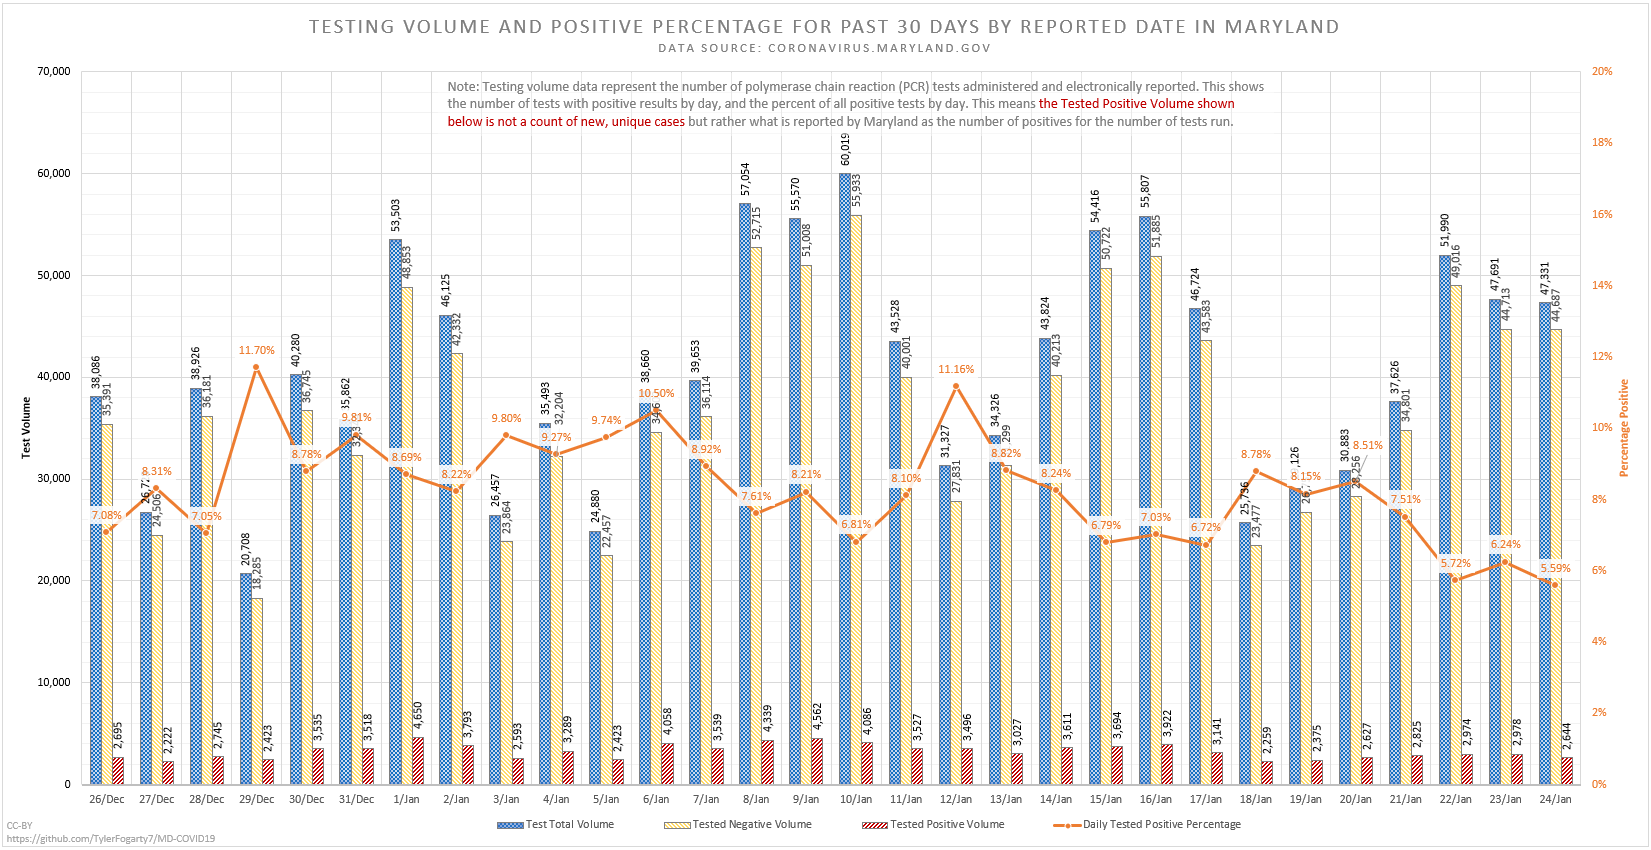 TESTING VOLUME AND POSITIVE PERCENTAGE FOR PAST 30 DAYS BY REPORTED DATE IN MARYLAND
DATA SOURCE: CORONAVIRUS.MARYLAND.GOV
Note: Testing volume data represent the number of polymerase chain reaction (PCR) tests administered and electronically reported. This shows
the number of tests with positive results by day, and the percent of all positive tests by day. This means the Tested Positive Volume shown
below is not a count of new, unique cases but rather what is reported by Maryland as the number of positives for the number of tests run.
Test Volume
70,000
60,000
50,000
40,000
30,000
20,000
10,000
0
Percentage Positive
20%
18%
16%
14%
12%
10%
8%
6%
4%
2%
0%
38,086 35,391 7.08% 2,695
24,506 8.31% 2,222
38,926 36,181 7.05% 2,745
20,708 18,285 11.70% 2,423
40,280 36,745 8.78% 3,535
35,862 9.81% 3,518
53,503 48,853 8.69% 4,650
46,125 42,332 8.22% 3,793
26,457 23,864 9.80% 2,593
35,493 32,204 9.27% 3,289
24,880 22,457 9.74% 2,423
38,660 10.50% 4,058
39,653 36,114 8.92% 3,539
57,054 52,715 7.61% 4,339
55,570 51,008 8.21% 4,562
60,019 55,933 6.81% 4,086
43,528 40,001 8.10% 3,527
31,327 27,831 11.16% 3,496
34,326 8.82% 3,027
43,824 40,213 8.24% 3,611
54,416 50,722 6.79% 3,694
55,807 51,885 7.03% 3,922
46,724 43,583 6.72% 3,141
25,736 23,477 8.78% 2,259
8.15% 2,375
30,883 28,256 8.51% 2,627
37,626 34,801 7.51% 2,825
51,990 49,016 5.72% 2,974
47,691 44,713 6.24% 2,978
47,331 44,687 5.59% 2,644
26/Dec 27/Dec 28/Dec 29/Dec 30/Dec 31/Dec 1/Jan 2/Jan 3/Jan 4/Jan 5/Jan 6/Jan 7/Jan 8/Jan 9/Jan 10/Jan 11/Jan 12/Jan 13/Jan 14/Jan 15/Jan 16/Jan 17/Jan 18/Jan 19/Jan 20/Jan 21/Jan 22/Jan 23/Jan 24/Jan
Test Total Volume Tested Negative Volume Tested Positive Volume Daily Tested Positive Percentage
CC-BY
https://github.com/TylerFogarty7/MD-COVID19